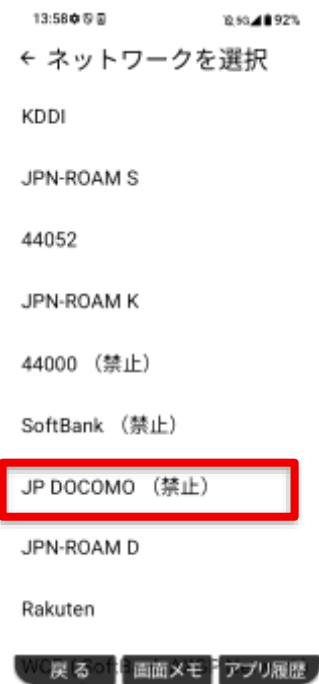 13:58
92%
← ネットワークを選択
KDDI
JPN-ROAM S
44052
JPN-ROAM K
44000 （禁止）
SoftBank （禁止）
JP DOCOMO （禁止）
JPN-ROAM D
Rakuten
戻る 画面メモ アプリ履歴